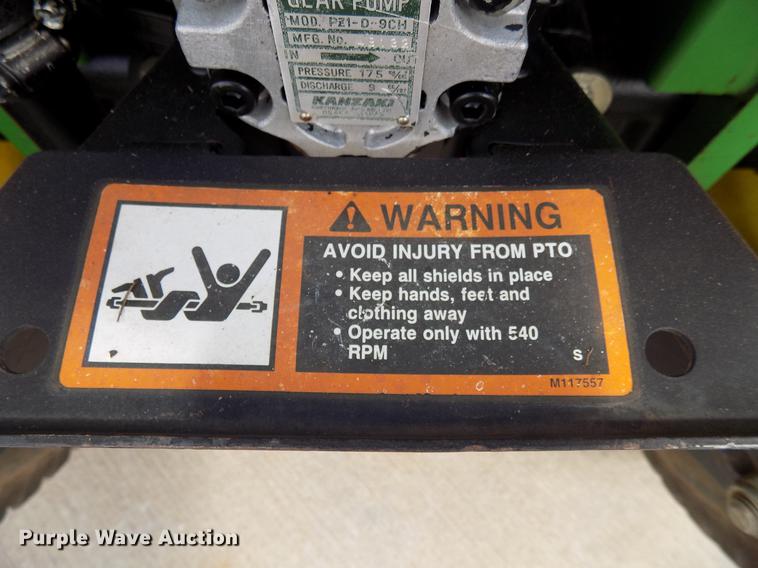 GEAR PUMP
MOD. PZ1-D-9CH
MFG. No.
IN OUT
PRESSURE 175
DISCHARGE 9
KANZAKI
WARNING
AVOID INJURY FROM PTO
• Keep all shields in place
• Keep hands, feet and
clothing away
• Operate only with 540
RPM
S
M117557
Purple Wave Auction